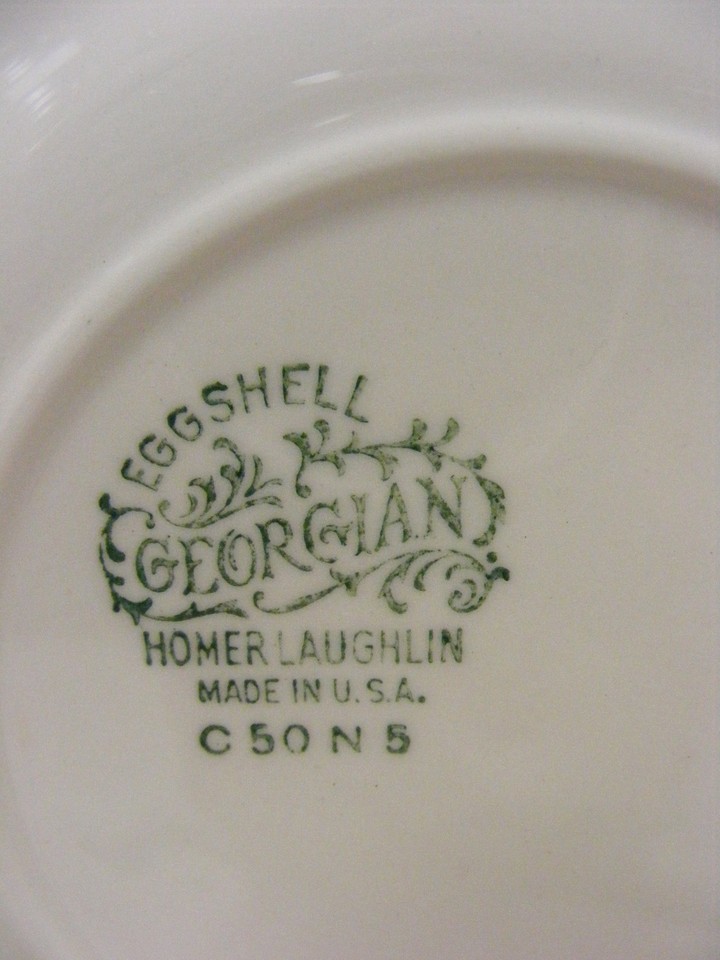 EGGSHELL
GEORGIAN
HOMER LAUGHLIN
MADE IN U.S.A.
C 50 N 5